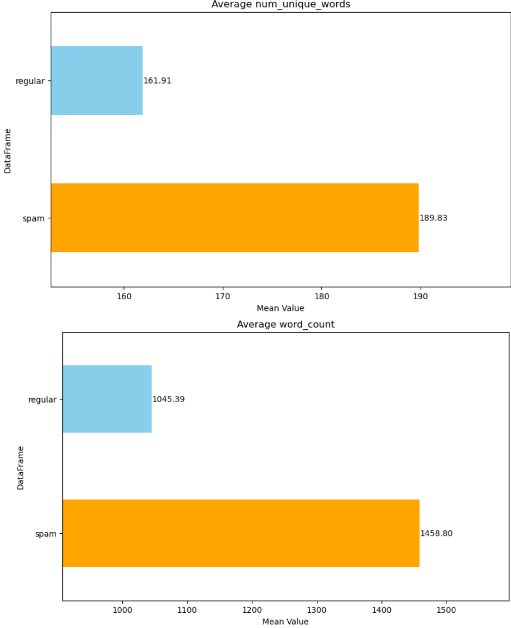 Average num_unique_words
regular
161.91
DataFrame
spam
189.83
160 170 180 190
Mean Value
Average word_count
regular
1045.39
DataFrame
spam
1458.80
1000 1100 1200 1300 1400 1500
Mean Value